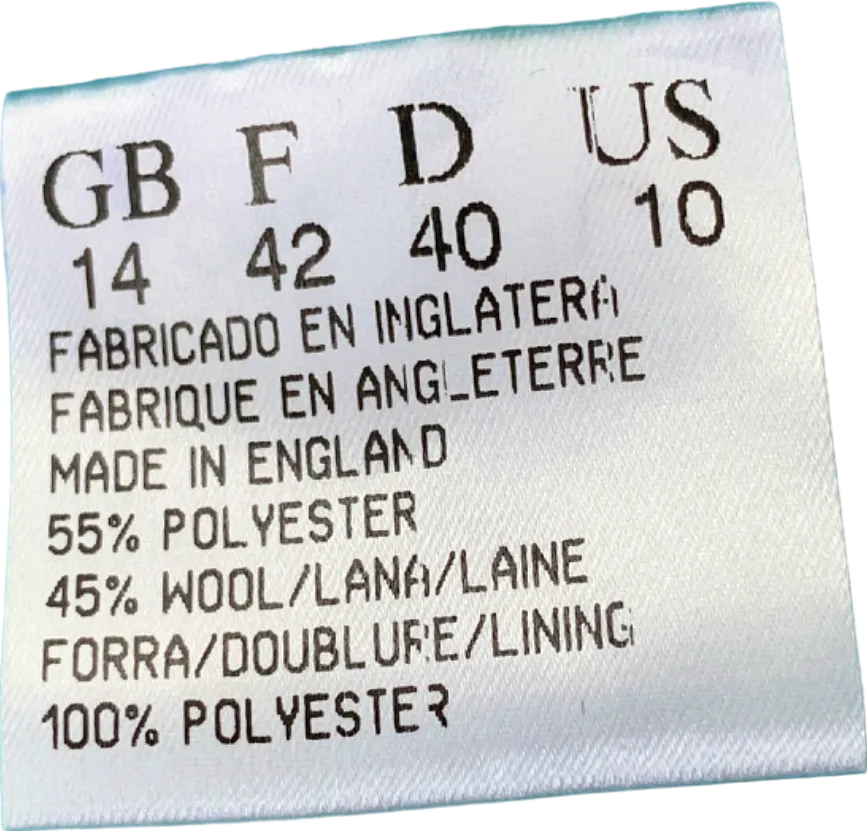 GB F D US
14 42 40 10
FABRICADO EN INGLATERA
FABRIQUE EN ANGLETERRE
MADE IN ENGLAND
55% POLYESTER
45% WOOL/LANA/LAINE
FORRA/DOUBLURE/LINING
100% POLYESTER